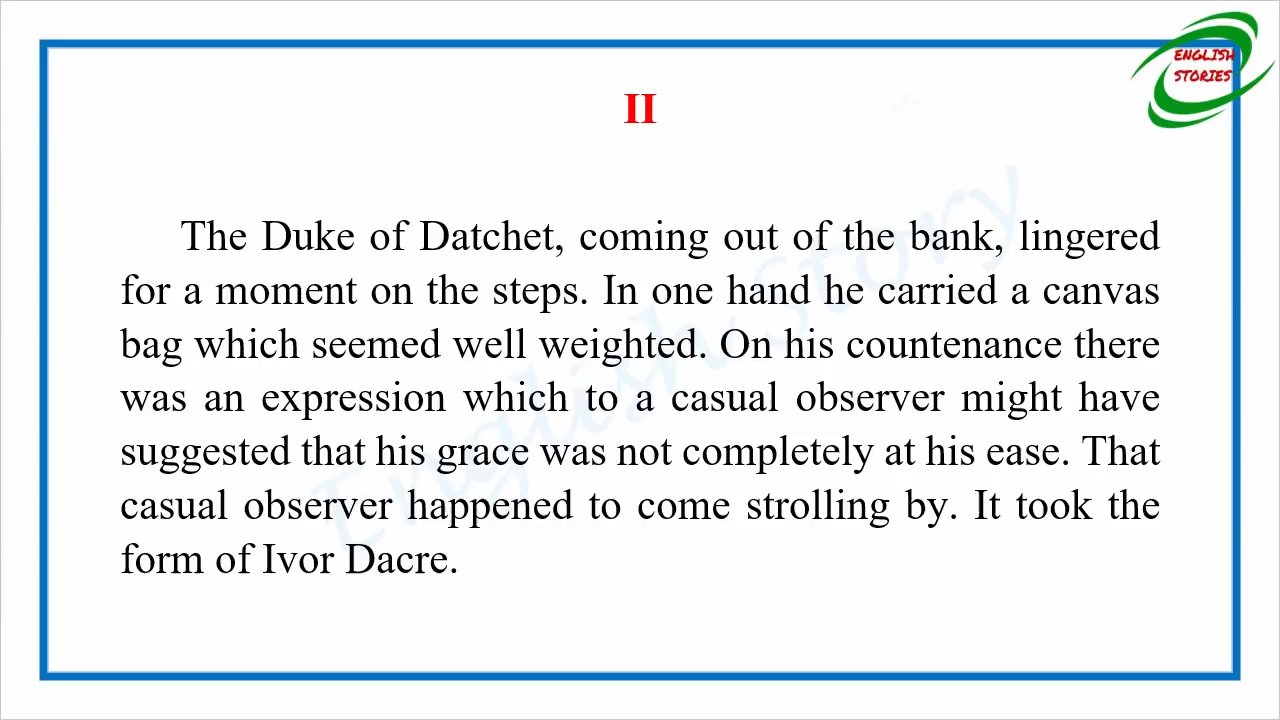 ENGLISH
STORIES
II
The Duke of Datchet, coming out of the bank, lingered
for a moment on the steps. In one hand he carried a canvas
bag which seemed well weighted. On his countenance there
was an expression which to a casual observer might have
suggested that his grace was not completely at his ease. That
casual observer happened to come strolling by. It took the
form of Ivor Dacre.
English Story